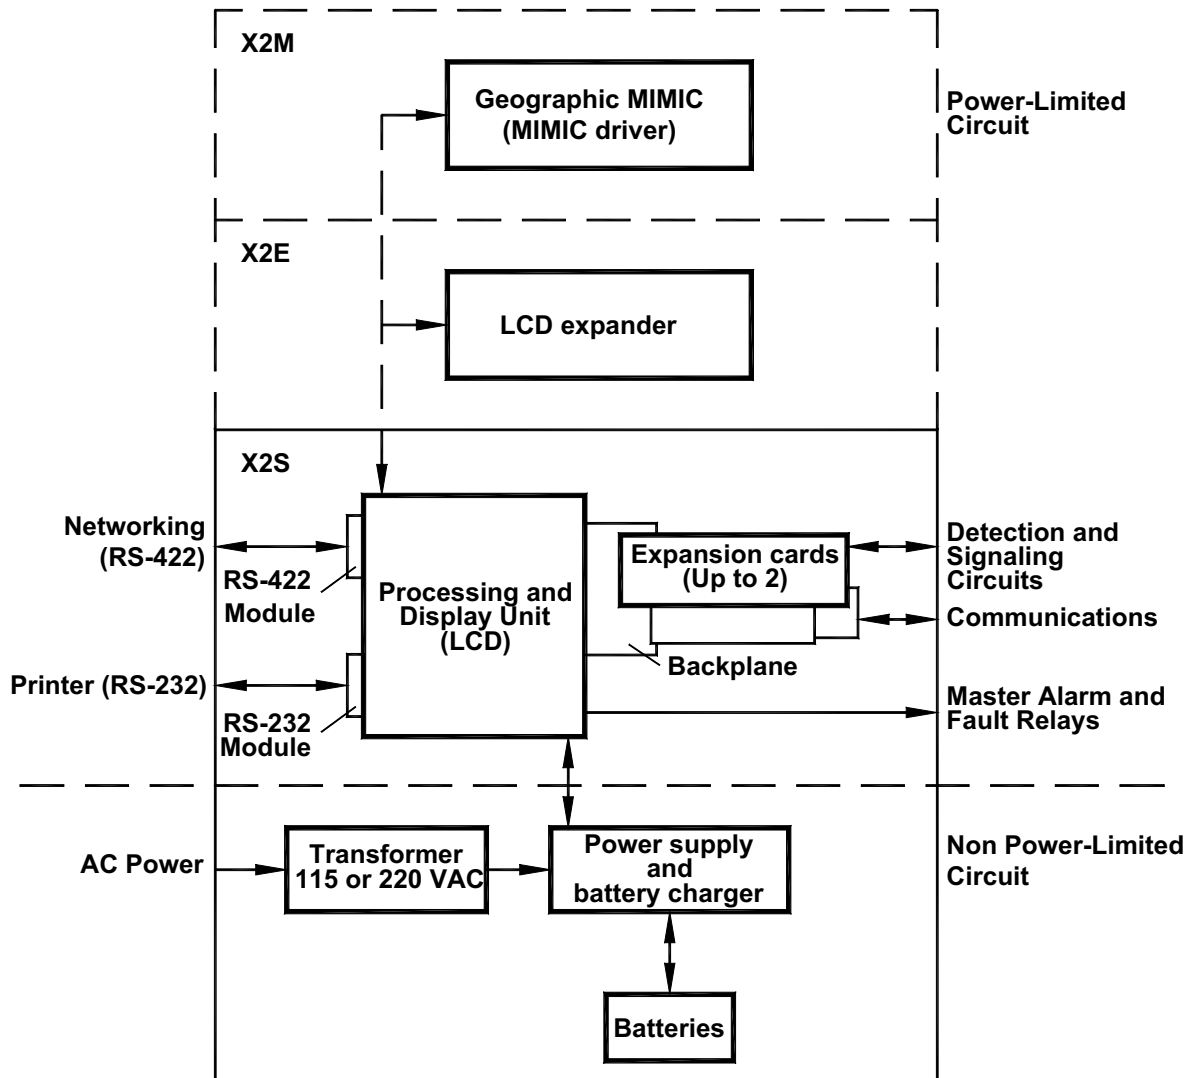 X2M
Geographic MIMIC
(MIMIC driver)
Power-Limited
Circuit
X2E
LCD expander
X2S
Networking
(RS-422)
RS-422
Module
Processing and
Display Unit
(LCD)
Expansion cards
(Up to 2)
Detection and
Signaling
Circuits
Communications
Backplane
Printer (RS-232)
RS-232
Module
Master Alarm and
Fault Relays
AC Power
Transformer
115 or 220 VAC
Power supply
and
battery charger
Non Power-Limited
Circuit
Batteries